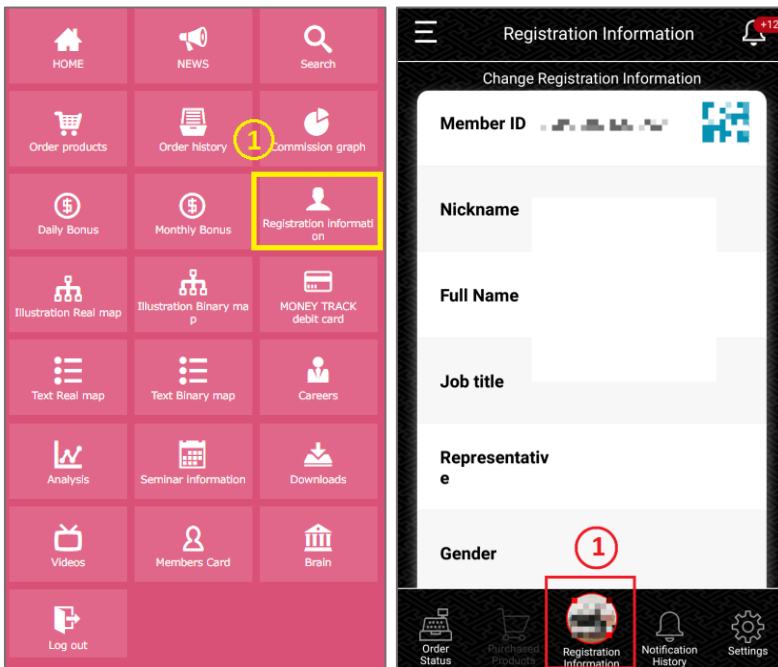 HOME
NEWS
Search
Order products
Order history
①
Commission graph
Daily Bonus
Monthly Bonus
Registration informati
on
Illustration Real map
Illustration Binary ma
p
MONEY TRACK
debit card
Text Real map
Text Binary map
Careers
Analysis
Seminar information
Downloads
Videos
Members Card
Brain
Log out
Registration Information
+12
Change Registration Information
Member ID
Nickname
Full Name
Job title
Representativ
e
Gender
①
Order
Status
Purchased
Products
Registration
Information
Notification
History
Settings